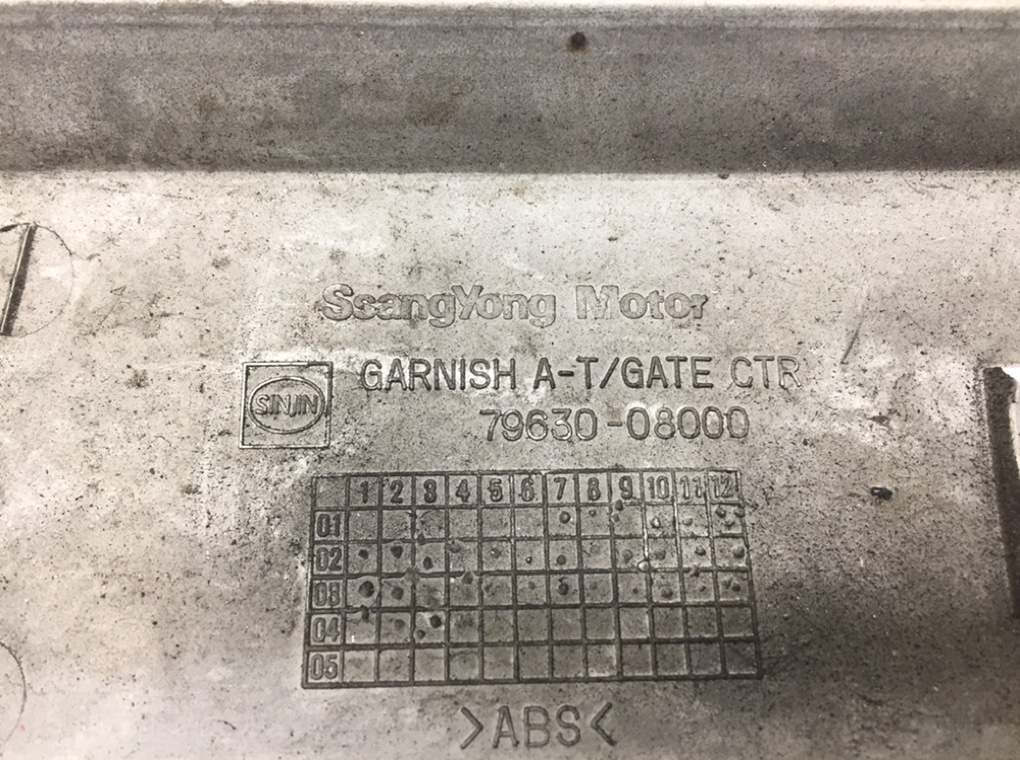 SsangYong Motor
SINJIN
GARNISH A-T/GATE CTR
79630-08000
1 2 3 4 5 6 7 8 9 10 11 12
01
02
03
04
05
>ABS<